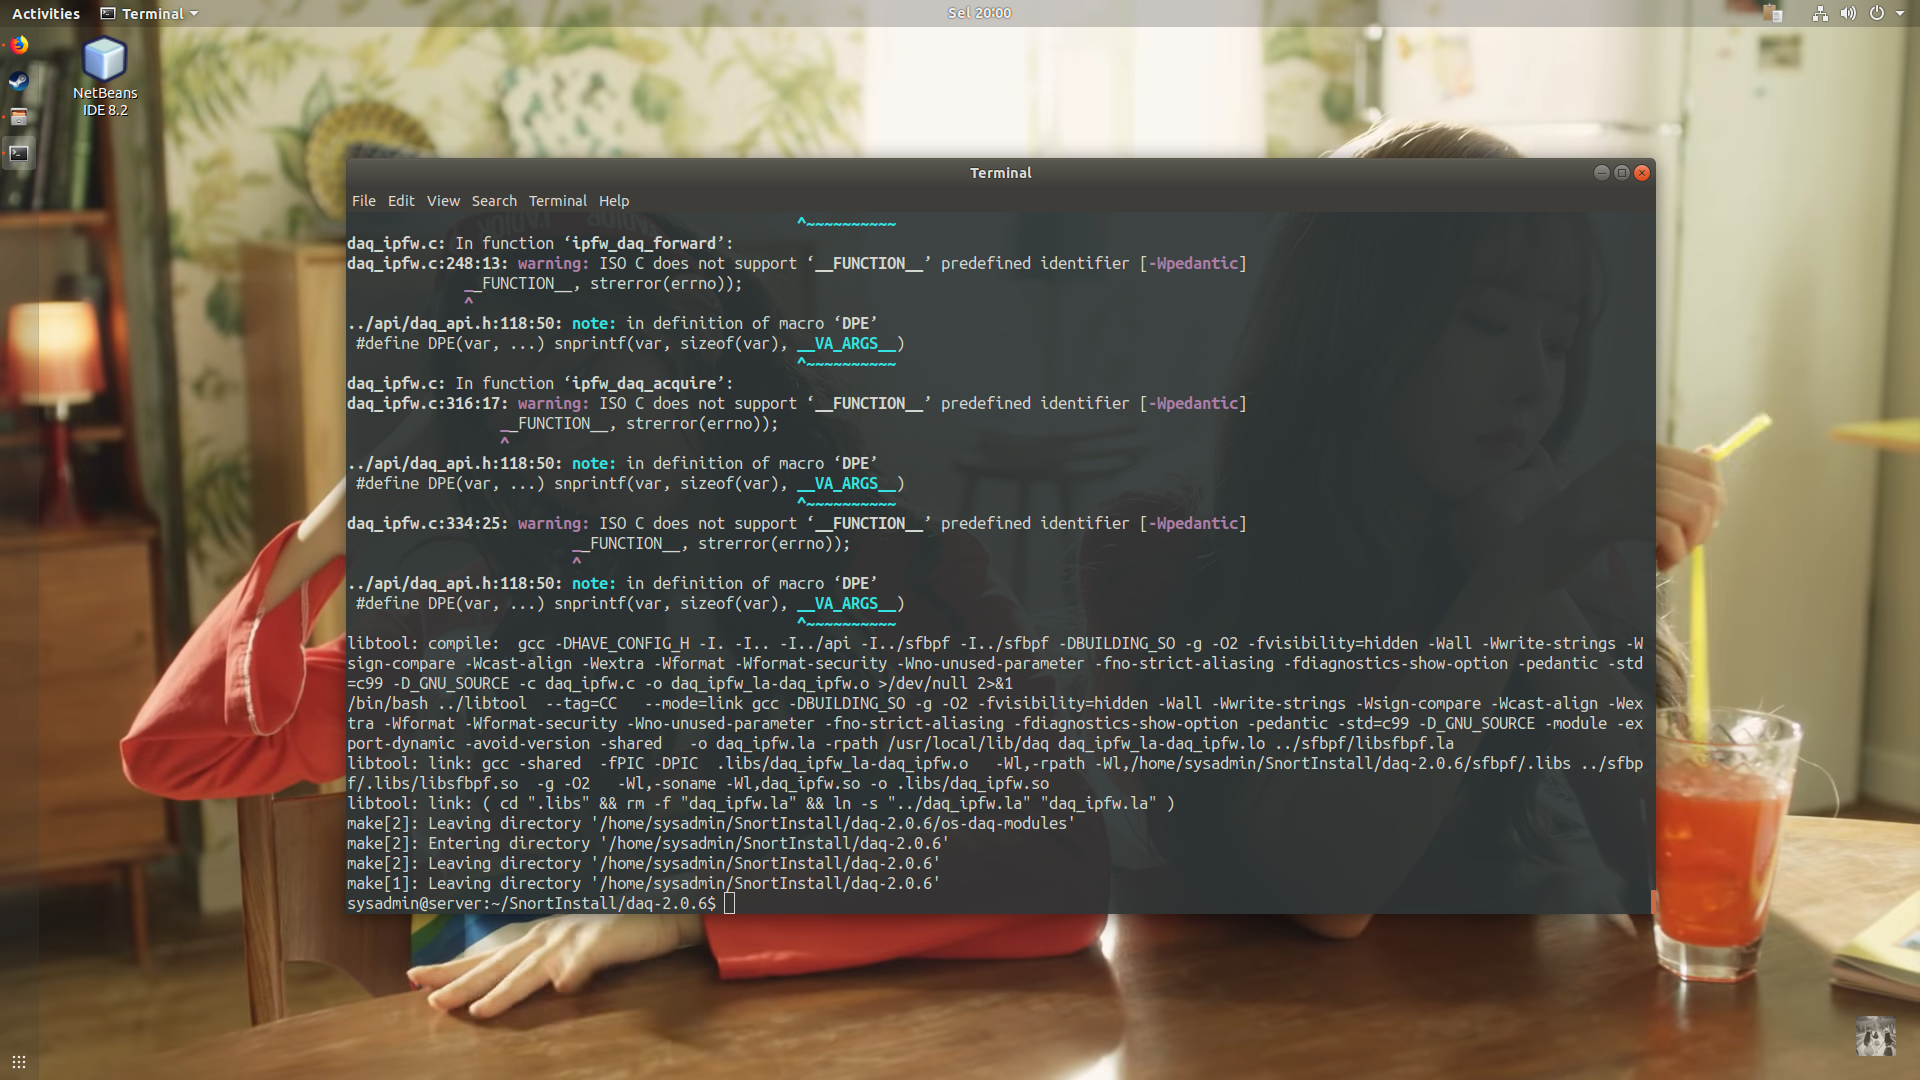 Activities
Terminal
Sel 20:00
NetBeans
IDE 8.2
Terminal
File Edit View Search Terminal Help
^~~~~~~~~~~
daq_ipfw.c: In function ‘ipfw_daq_forward’:
daq_ipfw.c:248:13: warning: ISO C does not support ‘__FUNCTION__’ predefined identifier [-Wpedantic]
__FUNCTION__, strerror(errno));
^
../api/daq_api.h:118:50: note: in definition of macro ‘DPE’
#define DPE(var, ...) snprintf(var, sizeof(var), __VA_ARGS__)
^~~~~~~~~~~
daq_ipfw.c: In function ‘ipfw_daq_acquire’:
daq_ipfw.c:316:17: warning: ISO C does not support ‘__FUNCTION__’ predefined identifier [-Wpedantic]
__FUNCTION__, strerror(errno));
^
../api/daq_api.h:118:50: note: in definition of macro ‘DPE’
#define DPE(var, ...) snprintf(var, sizeof(var), __VA_ARGS__)
^~~~~~~~~~~
daq_ipfw.c:334:25: warning: ISO C does not support ‘__FUNCTION__’ predefined identifier [-Wpedantic]
__FUNCTION__, strerror(errno));
^
../api/daq_api.h:118:50: note: in definition of macro ‘DPE’
#define DPE(var, ...) snprintf(var, sizeof(var), __VA_ARGS__)
^~~~~~~~~~~
libtool: compile:  gcc -DHAVE_CONFIG_H -I. -I.. -I../api -I../sfbpf -I../sfbpf -DBUILDING_SO -g -O2 -fvisibility=hidden -Wall -Wwrite-strings -W
sign-compare -Wcast-align -Wextra -Wformat -Wformat-security -Wno-unused-parameter -fno-strict-aliasing -fdiagnostics-show-option -pedantic -std
=c99 -D_GNU_SOURCE -c daq_ipfw.c -o daq_ipfw_la-daq_ipfw.o >/dev/null 2>&1
/bin/bash ../libtool  --tag=CC   --mode=link gcc -DBUILDING_SO -g -O2 -fvisibility=hidden -Wall -Wwrite-strings -Wsign-compare -Wcast-align -Wex
tra -Wformat -Wformat-security -Wno-unused-parameter -fno-strict-aliasing -fdiagnostics-show-option -pedantic -std=c99 -D_GNU_SOURCE -module -ex
port-dynamic -avoid-version -shared   -o daq_ipfw.la -rpath /usr/local/lib/daq daq_ipfw_la-daq_ipfw.lo ../sfbpf/libsfbpf.la
libtool: link: gcc -shared  -fPIC -DPIC  .libs/daq_ipfw_la-daq_ipfw.o   -Wl,-rpath -Wl,/home/sysadmin/SnortInstall/daq-2.0.6/sfbpf/.libs ../sfbp
f/.libs/libsfbpf.so  -g -O2   -Wl,-soname -Wl,daq_ipfw.so -o .libs/daq_ipfw.so
libtool: link: ( cd ".libs" && rm -f "daq_ipfw.la" && ln -s "../daq_ipfw.la" "daq_ipfw.la" )
make[2]: Leaving directory '/home/sysadmin/SnortInstall/daq-2.0.6/os-daq-modules'
make[2]: Entering directory '/home/sysadmin/SnortInstall/daq-2.0.6'
make[2]: Leaving directory '/home/sysadmin/SnortInstall/daq-2.0.6'
make[1]: Leaving directory '/home/sysadmin/SnortInstall/daq-2.0.6'
sysadmin@server:~/SnortInstall/daq-2.0.6$